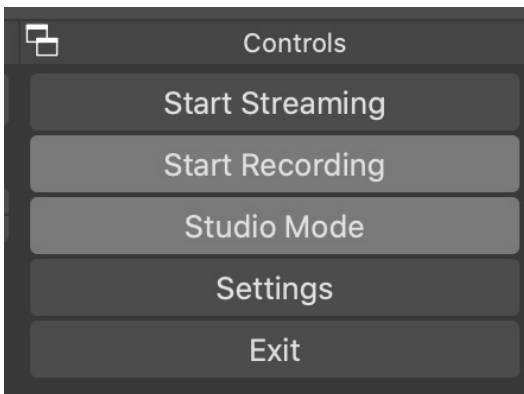 Controls
Start Streaming
Start Recording
Studio Mode
Settings
Exit